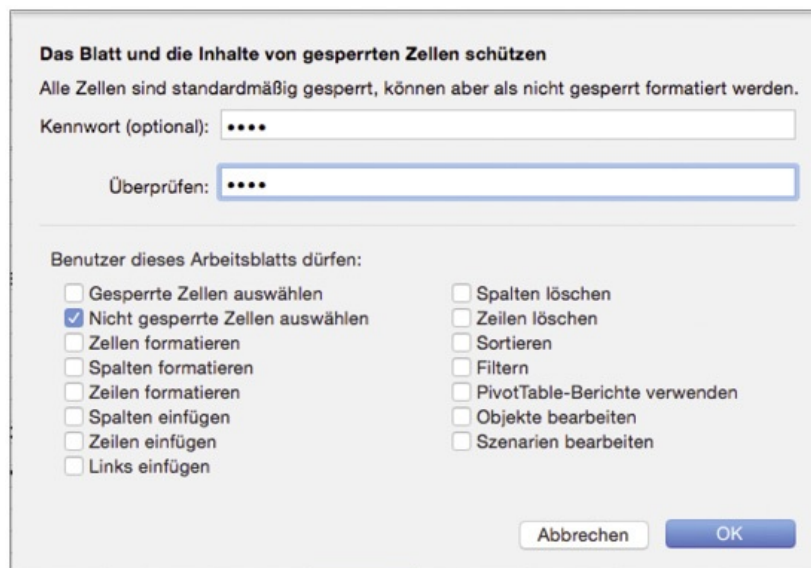 Das Blatt und die Inhalte von gesperrten Zellen schützen
Alle Zellen sind standardmäßig gesperrt, können aber als nicht gesperrt formatiert werden.
Kennwort (optional): ••••
Überprüfen: ••••
Benutzer dieses Arbeitsblatts dürfen:
Gesperrte Zellen auswählen
Nicht gesperrte Zellen auswählen
Zellen formatieren
Spalten formatieren
Zeilen formatieren
Spalten einfügen
Zeilen einfügen
Links einfügen
Spalten löschen
Zeilen löschen
Sortieren
Filtern
PivotTable-Berichte verwenden
Objekte bearbeiten
Szenarien bearbeiten
Abbrechen
OK